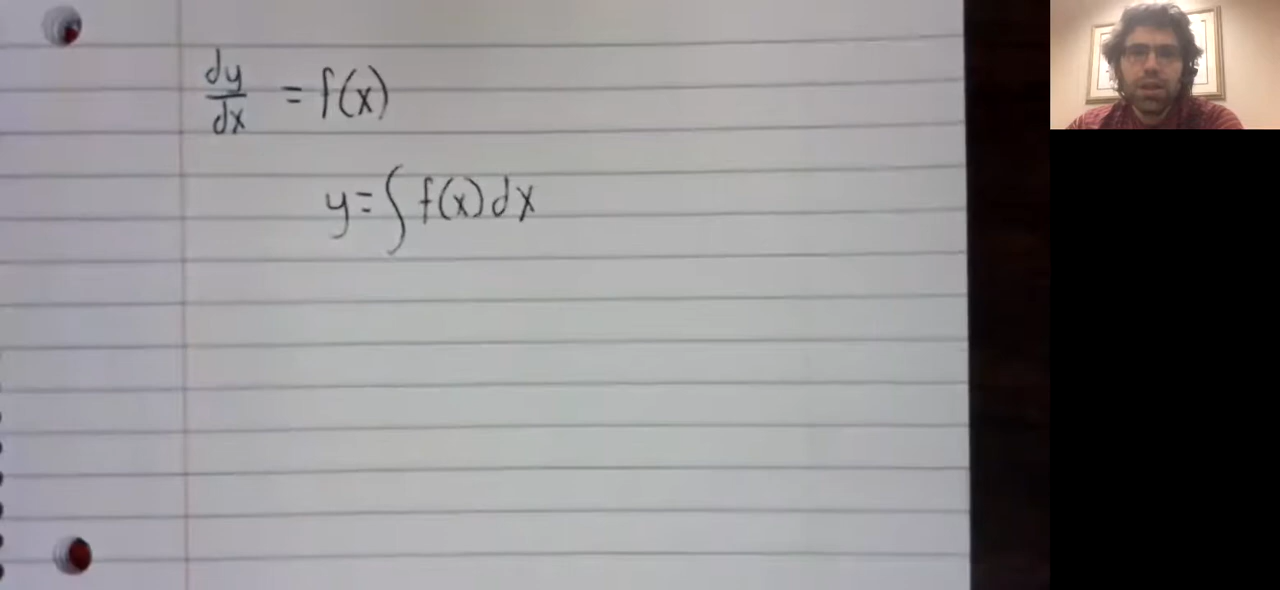 dy/dx = f(x)
y = ∫ f(x) dx